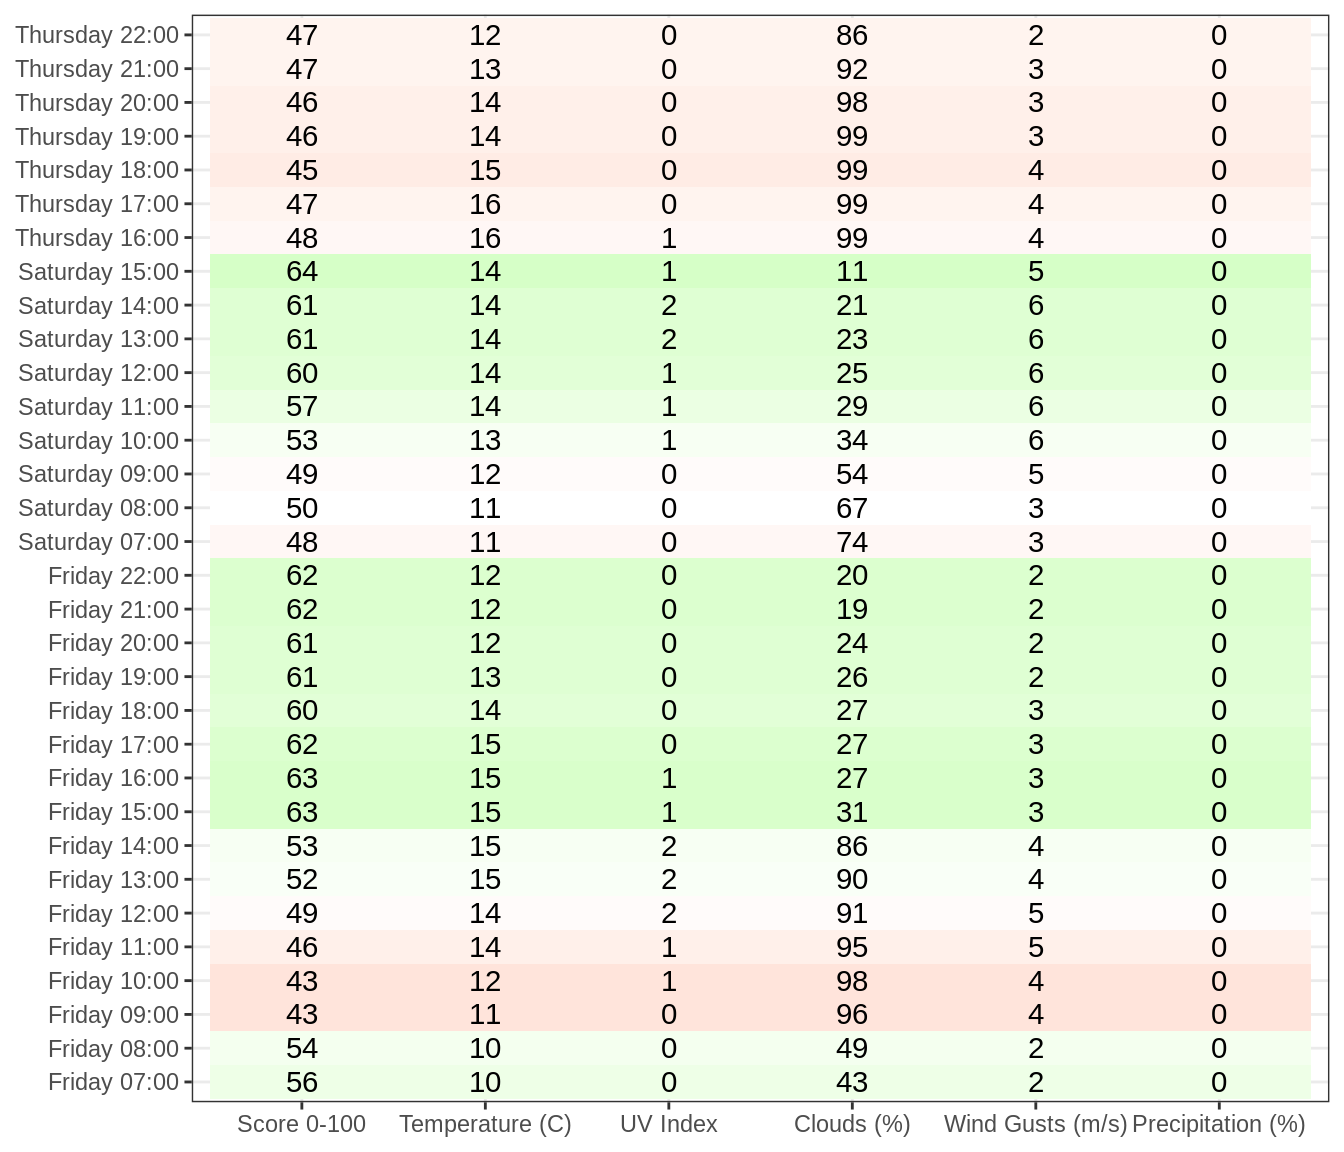 Thursday 22:00 47 12 0 86 2 0
Thursday 21:00 47 13 0 92 3 0
Thursday 20:00 46 14 0 98 3 0
Thursday 19:00 46 14 0 99 3 0
Thursday 18:00 45 15 0 99 4 0
Thursday 17:00 47 16 0 99 4 0
Thursday 16:00 48 16 1 99 4 0
Saturday 15:00 64 14 1 11 5 0
Saturday 14:00 61 14 2 21 6 0
Saturday 13:00 61 14 2 23 6 0
Saturday 12:00 60 14 1 25 6 0
Saturday 11:00 57 14 1 29 6 0
Saturday 10:00 53 13 1 34 6 0
Saturday 09:00 49 12 0 54 5 0
Saturday 08:00 50 11 0 67 3 0
Saturday 07:00 48 11 0 74 3 0
Friday 22:00 62 12 0 20 2 0
Friday 21:00 62 12 0 19 2 0
Friday 20:00 61 12 0 24 2 0
Friday 19:00 61 13 0 26 2 0
Friday 18:00 60 14 0 27 3 0
Friday 17:00 62 15 0 27 3 0
Friday 16:00 63 15 1 27 3 0
Friday 15:00 63 15 1 31 3 0
Friday 14:00 53 15 2 86 4 0
Friday 13:00 52 15 2 90 4 0
Friday 12:00 49 14 2 91 5 0
Friday 11:00 46 14 1 95 5 0
Friday 10:00 43 12 1 98 4 0
Friday 09:00 43 11 0 96 4 0
Friday 08:00 54 10 0 49 2 0
Friday 07:00 56 10 0 43 2 0
Score 0-100 Temperature (C) UV Index Clouds (%) Wind Gusts (m/s) Precipitation (%)